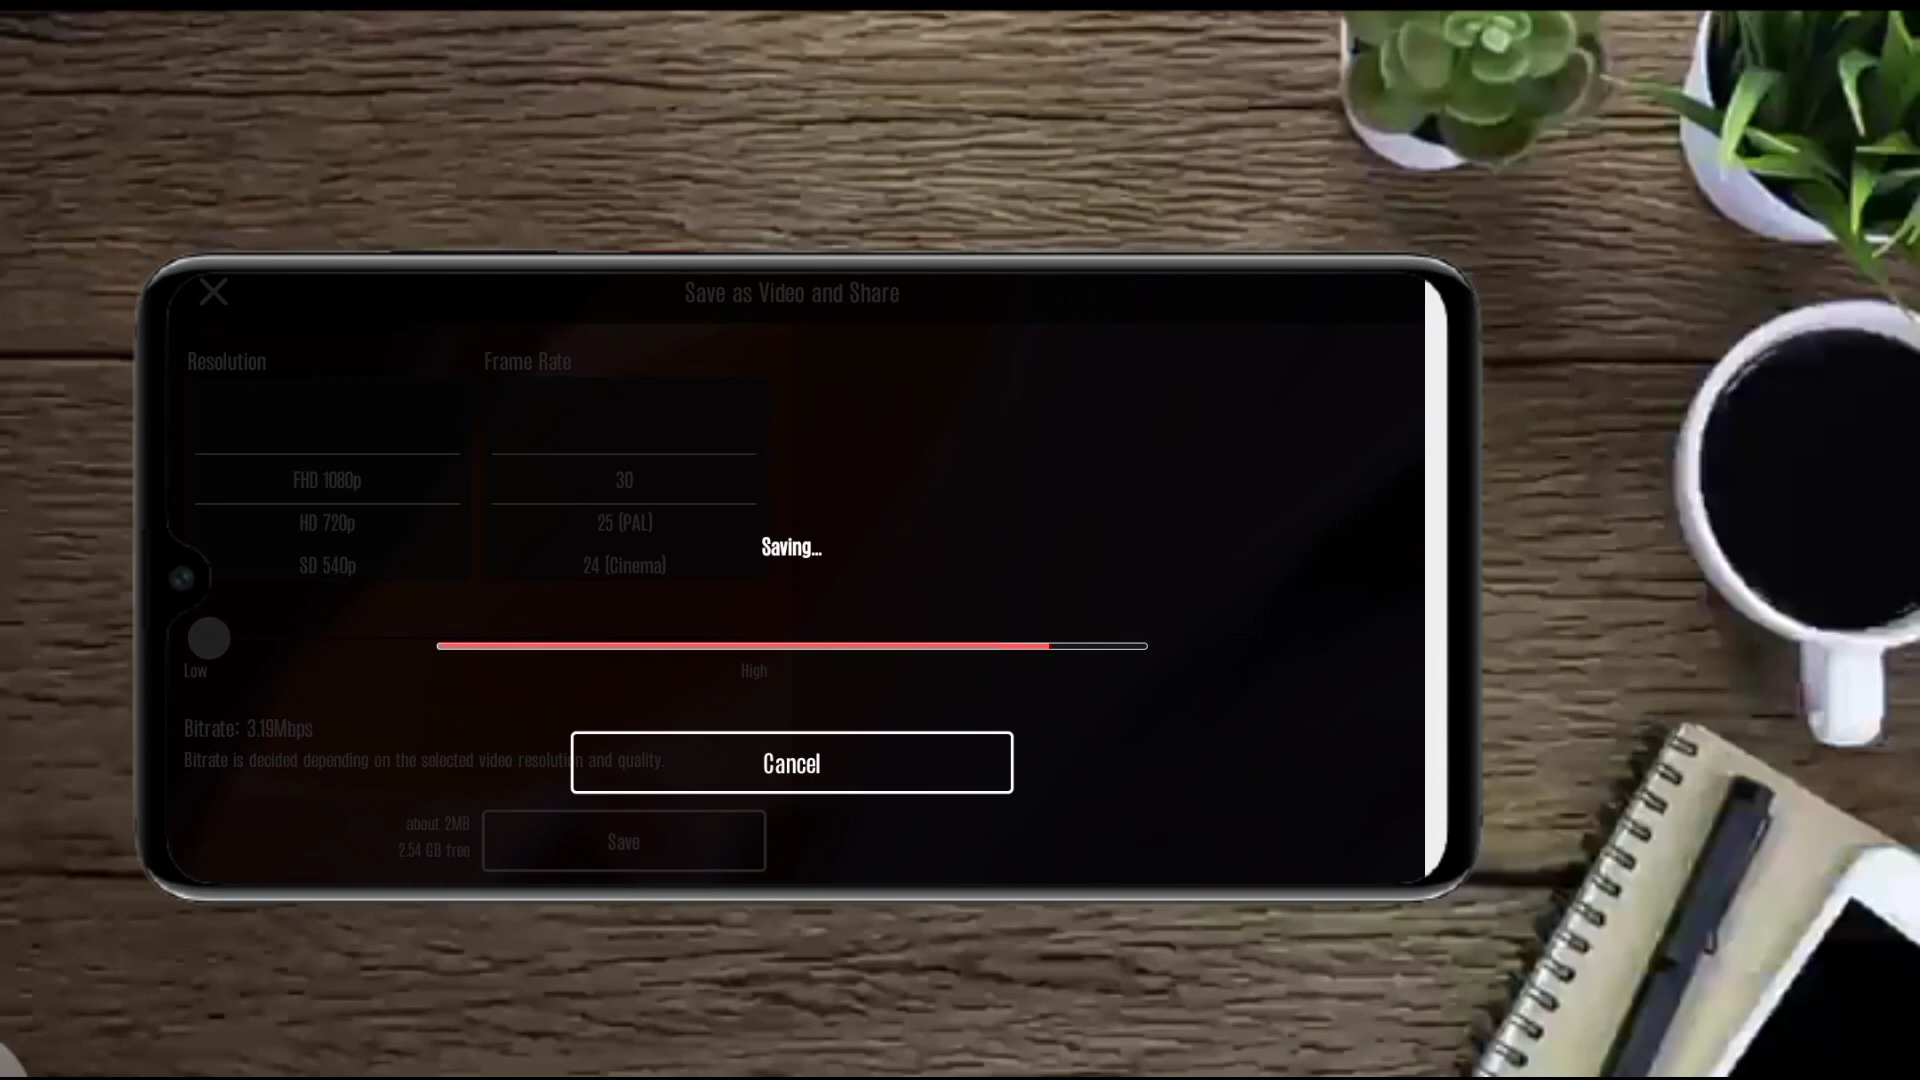 Save as Video and Share
Resolution
Frame Rate
FHD 1080p
30
HD 720p
25 (PAL)
SD 540p
24 (Cinema)
Saving...
Low
High
Bitrate: 3.19Mbps
Bitrate is decided depending on the selected video resolution and quality.
Cancel
about 2MB
2.54 GB free
Save